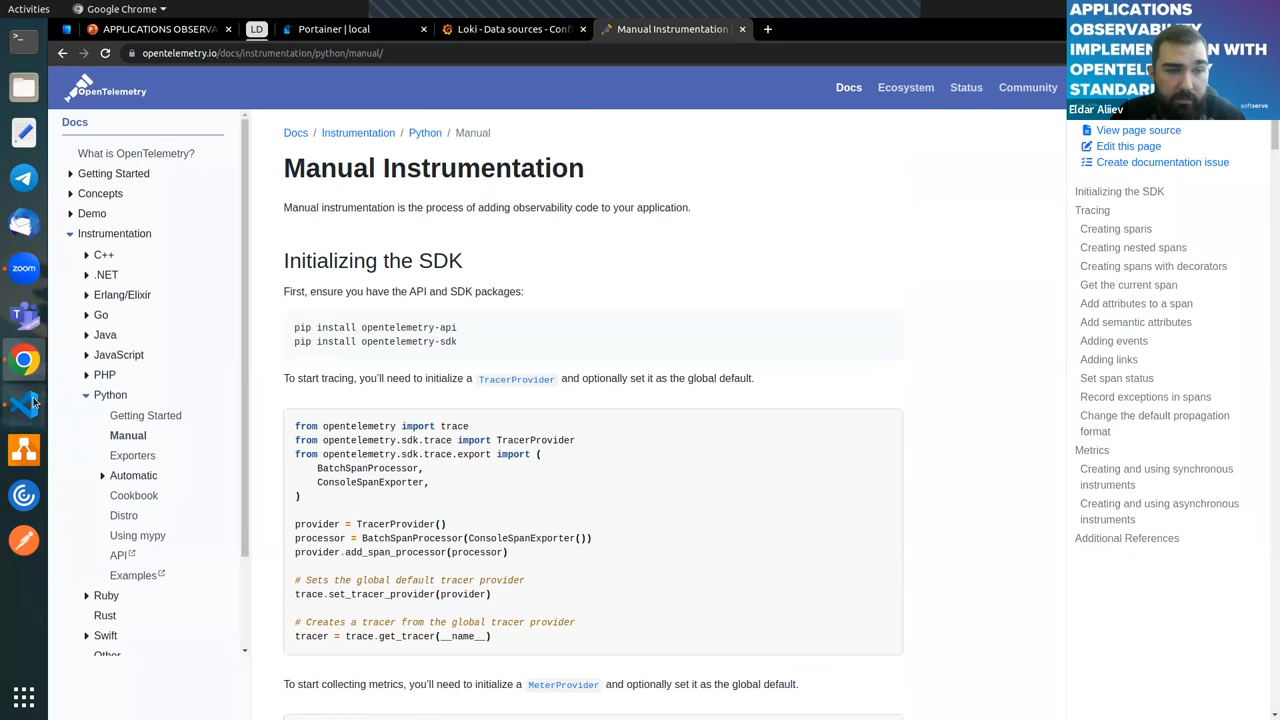 Activities
Google Chrome
APPLICATIONS OBSERVA
LD
Portainer | local
Loki - Data sources - Confi
Manual Instrumentation
opentelemetry.io/docs/instrumentation/python/manual/
OpenTelemetry
Docs
Ecosystem
Status
Community
APPLICATIONS
OBSERVABILITY
WITH
STANDAR
softserve
Eldar Aliiev
Docs
What is OpenTelemetry?
Getting Started
Concepts
Demo
Instrumentation
C++
.NET
Erlang/Elixir
Go
Java
JavaScript
PHP
Python
Getting Started
Manual
Exporters
Automatic
Cookbook
Distro
Using mypy
API
Examples
Ruby
Rust
Swift
Other
zoom
Docs / Instrumentation / Python / Manual
Manual Instrumentation
Manual instrumentation is the process of adding observability code to your application.
Initializing the SDK
First, ensure you have the API and SDK packages:
pip install opentelemetry-api
pip install opentelemetry-sdk
To start tracing, you'll need to initialize a TracerProvider and optionally set it as the global default.
from opentelemetry import trace
from opentelemetry.sdk.trace import TracerProvider
from opentelemetry.sdk.trace.export import (
BatchSpanProcessor,
ConsoleSpanExporter,
)
provider = TracerProvider()
processor = BatchSpanProcessor(ConsoleSpanExporter())
provider.add_span_processor(processor)
# Sets the global default tracer provider
trace.set_tracer_provider(provider)
# Creates a tracer from the global tracer provider
tracer = trace.get_tracer(__name__)
To start collecting metrics, you'll need to initialize a MeterProvider and optionally set it as the global default.
View page source
Edit this page
Create documentation issue
Initializing the SDK
Tracing
Creating spans
Creating nested spans
Creating spans with decorators
Get the current span
Add attributes to a span
Add semantic attributes
Adding events
Adding links
Set span status
Record exceptions in spans
Change the default propagation
format
Metrics
Creating and using synchronous
instruments
Creating and using asynchronous
instruments
Additional References